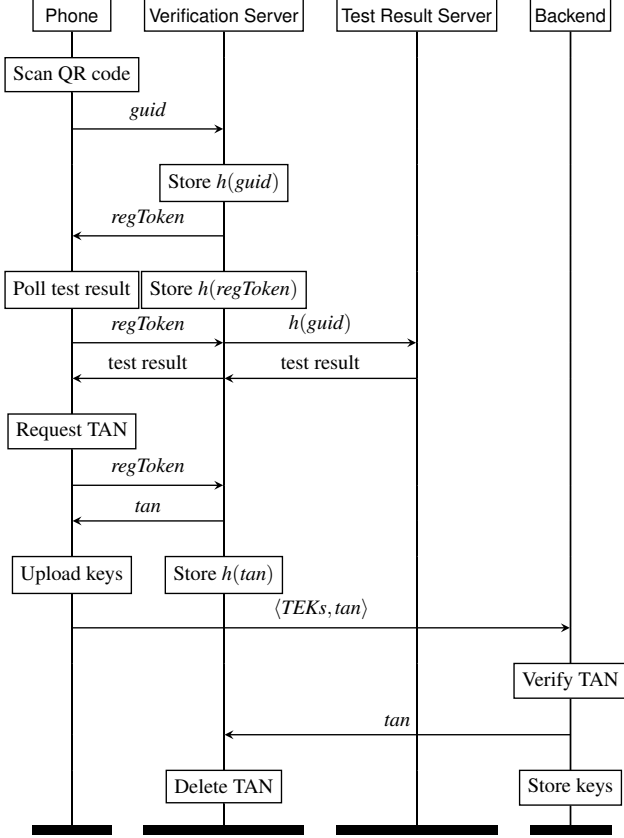 Phone Verification Server Test Result Server Backend
Scan QR code
guid
Store h(guid)
regToken
Poll test result Store h(regToken)
regToken h(guid)
test result test result
Request TAN
regToken
tan
Upload keys Store h(tan)
⟨TEKs, tan⟩
Verify TAN
tan
Delete TAN Store keys